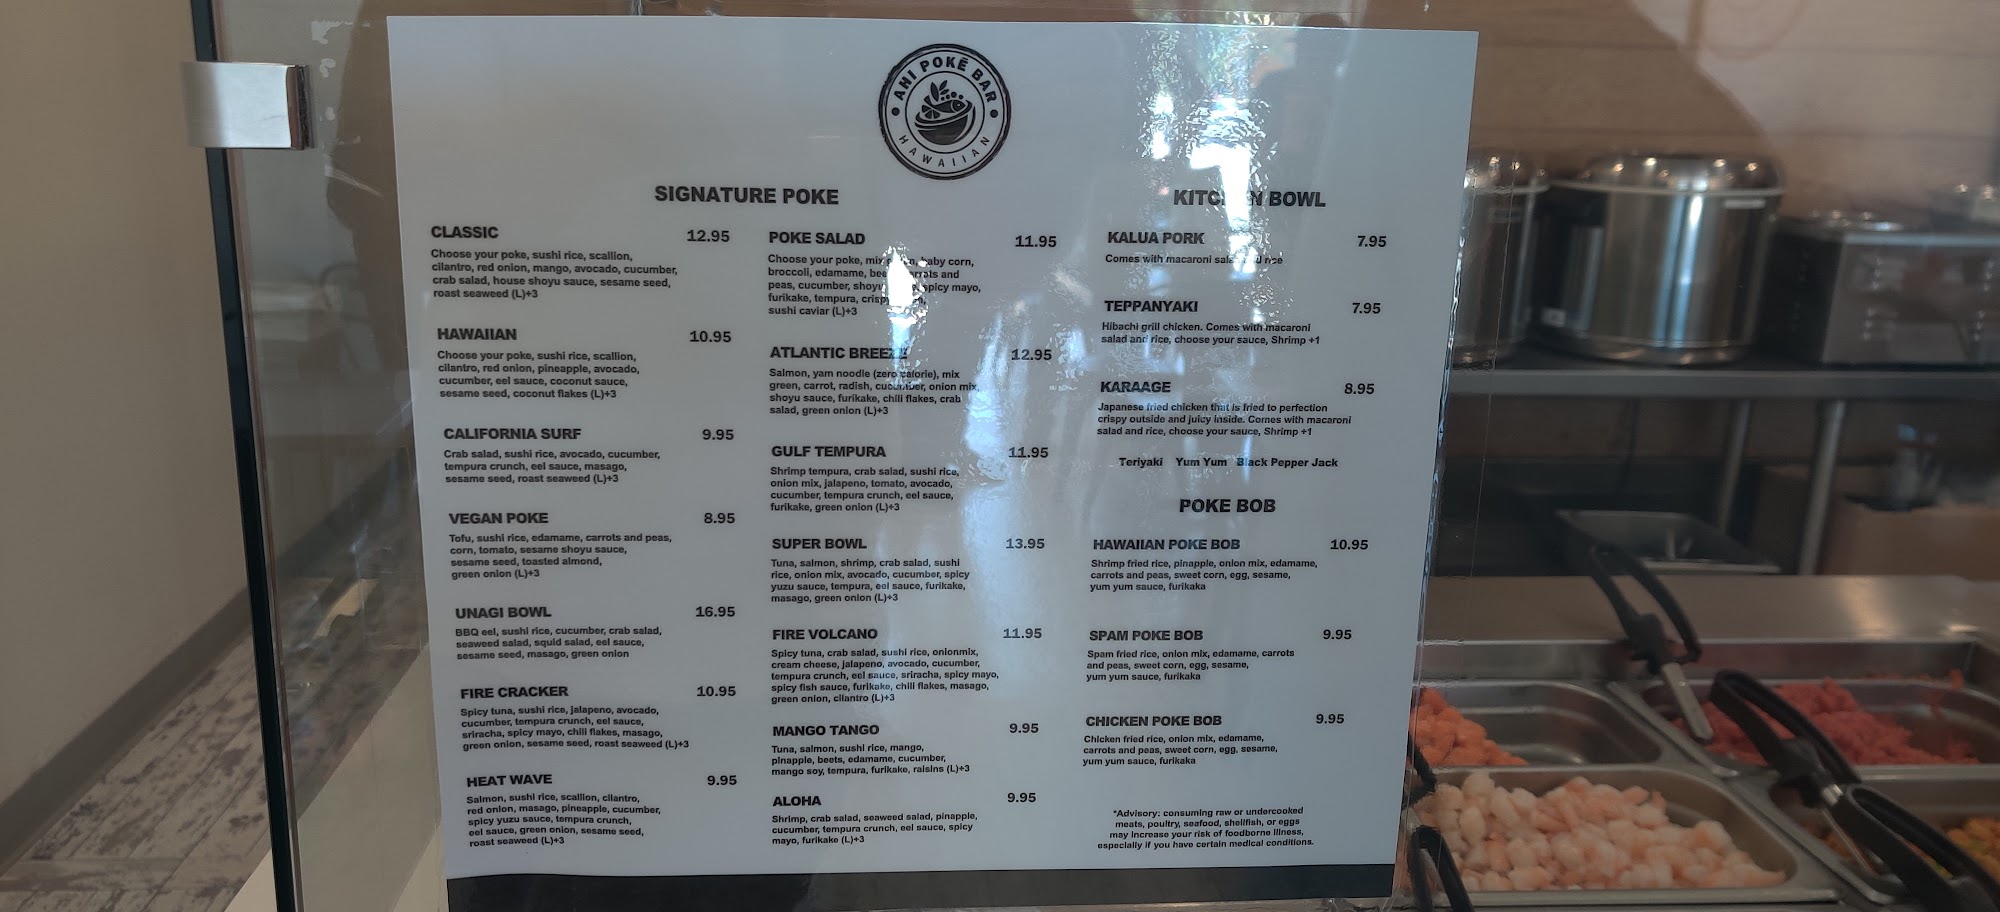 AHI POKÉ BAR
HAWAIIAN
SIGNATURE POKE
CLASSIC 12.95
Choose your poke, sushi rice, scallion,
cilantro, red onion, mango, avocado, cucumber,
crab salad, house shoyu sauce, sesame seed,
roast seaweed (L)+3
HAWAIIAN 10.95
Choose your poke, sushi rice, scallion,
cilantro, red onion, pineapple, avocado,
cucumber, eel sauce, coconut sauce,
sesame seed, coconut flakes (L)+3
CALIFORNIA SURF 9.95
Crab salad, sushi rice, avocado, cucumber,
tempura crunch, eel sauce, masago,
sesame seed, roast seaweed (L)+3
VEGAN POKE 8.95
Tofu, sushi rice, edamame, carrots and peas,
corn, tomato, sesame shoyu sauce,
sesame seed, toasted almond,
green onion (L)+3
UNAGI BOWL 16.95
BBQ eel, sushi rice, cucumber, crab salad,
seaweed salad, squid salad, eel sauce,
sesame seed, masago, green onion
FIRE CRACKER 10.95
Spicy tuna, sushi rice, jalapeno, avocado,
cucumber, tempura crunch, eel sauce,
sriracha, spicy mayo, chili flakes, masago,
green onion, sesame seed, roast seaweed (L)+3
HEAT WAVE 9.95
Salmon, sushi rice, scallion, cilantro,
red onion, masago, pineapple, cucumber,
spicy yuzu sauce, tempura crunch,
eel sauce, green onion, sesame seed,
roast seaweed (L)+3
POKE SALAD 11.95
Choose your poke, mix baby corn,
broccoli, edamame, carrots and
peas, cucumber, spicy mayo,
furikake, tempura,
sushi caviar (L)+3
ATLANTIC BREEZE 12.95
Salmon, yam noodle (zero calorie), mix
green, carrot, radish, cucumber, onion mix,
shoyu sauce, furikake, chili flakes, crab
salad, green onion (L)+3
GULF TEMPURA 11.95
Shrimp tempura, crab salad, sushi rice,
onion mix, jalapeno, tomato, avocado,
cucumber, tempura crunch, eel sauce,
furikake, green onion (L)+3
SUPER BOWL 13.95
Tuna, salmon, shrimp, crab salad, sushi
rice, onion mix, avocado, cucumber, spicy
yuzu sauce, tempura, eel sauce, furikake,
masago, green onion (L)+3
FIRE VOLCANO 11.95
Spicy tuna, crab salad, sushi rice, onionmix,
cream cheese, jalapeno, avocado, cucumber,
tempura crunch, eel sauce, sriracha, spicy mayo,
spicy fish sauce, furikake, chili flakes, masago,
green onion, cilantro (L)+3
MANGO TANGO 9.95
Tuna, salmon, sushi rice, mango,
pinapple, beets, edamame, cucumber,
mango soy, tempura, furikake, raisins (L)+3
ALOHA 9.95
Shrimp, crab salad, seaweed salad, pinapple,
cucumber, tempura crunch, eel sauce, spicy
mayo, furikake (L)+3
KITCHEN BOWL
KALUA PORK 7.95
Comes with macaroni salad and rice
TEPPANYAKI 7.95
Hibachi grill chicken. Comes with macaroni
salad and rice, choose your sauce, Shrimp +1
KARAAGE 8.95
Japanese fried chicken that is fried to perfection
crispy outside and juicy inside. Comes with macaroni
salad and rice, choose your sauce, Shrimp +1
Teriyaki Yum Yum Black Pepper Jack
POKE BOB
HAWAIIAN POKE BOB 10.95
Shrimp fried rice, pinapple, onion mix, edamame,
carrots and peas, sweet corn, egg, sesame,
yum yum sauce, furikaka
SPAM POKE BOB 9.95
Spam fried rice, onion mix, edamame, carrots
and peas, sweet corn, egg, sesame,
yum yum sauce, furikaka
CHICKEN POKE BOB 9.95
Chicken fried rice, onion mix, edamame,
carrots and peas, sweet corn, egg, sesame,
yum yum sauce, furikaka
*Advisory: consuming raw or undercooked
meats, poultry, seafood, shellfish, or eggs
may increase your risk of foodborne illness,
especially if you have certain medical conditions.